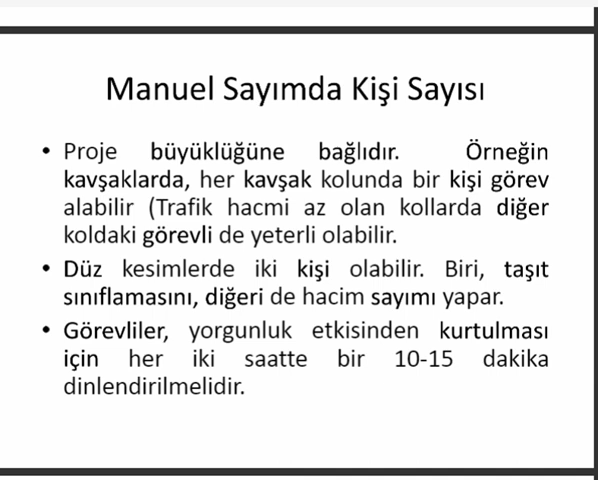 Manuel Sayımda Kişi Sayısı
• Proje büyüklüğüne bağlıdır. Örneğin
kavşaklarda, her kavşak kolunda bir kişi görev
alabilir (Trafik hacmi az olan kollarda diğer
koldaki görevli de yeterli olabilir.
• Düz kesimlerde iki kişi olabilir. Biri, taşıt
sınıflamasını, diğeri de hacim sayımı yapar.
• Görevliler, yorgunluk etkisinden kurtulması
için her iki saatte bir 10-15 dakika
dinlendirilmelidir.